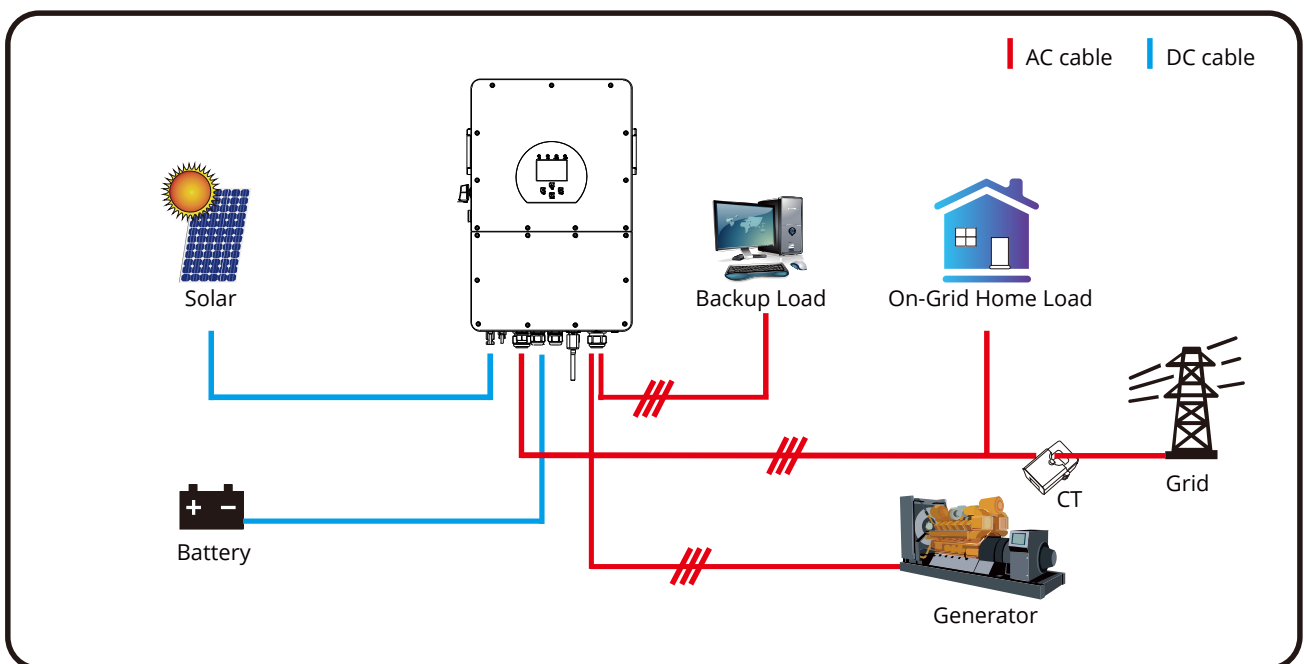 AC cable
DC cable
Solar
Backup Load
On-Grid Home Load
CT
Grid
Battery
Generator